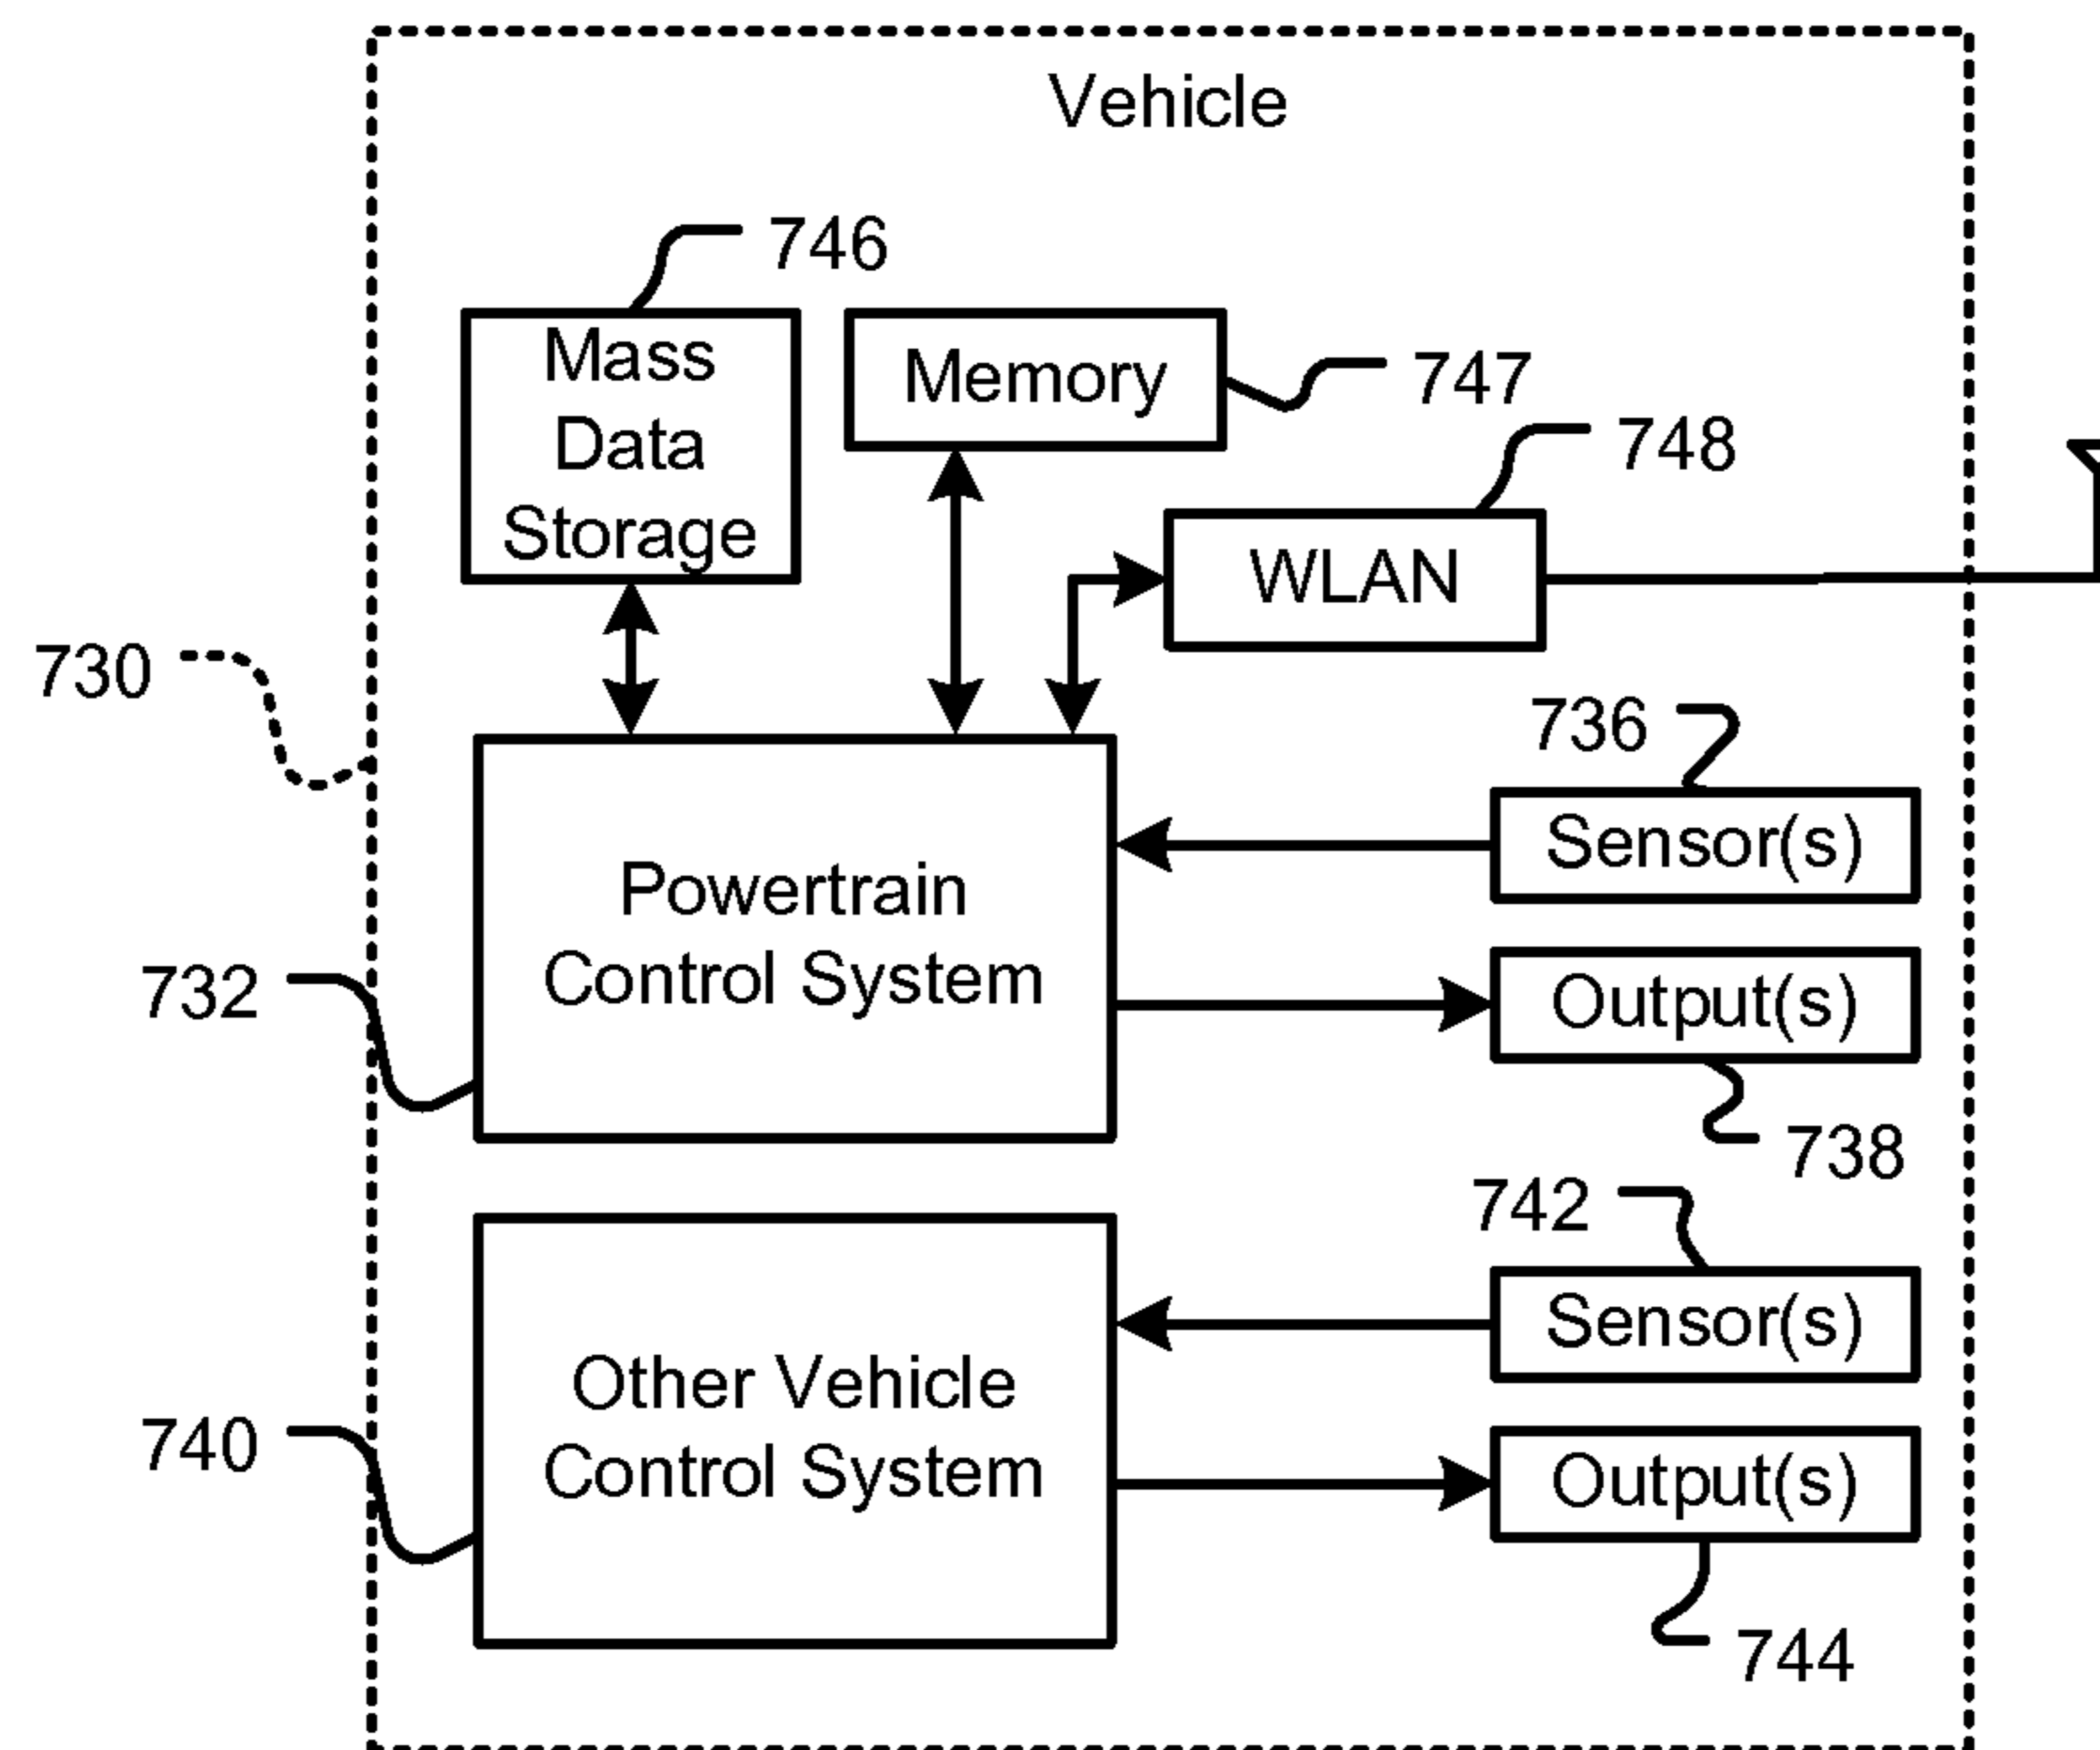 Vehicle
746
Mass
Data
Storage
Memory
747
748
WLAN
730
736
Sensor(s)
Powertrain
Control System
732
Output(s)
738
742
Sensor(s)
Other Vehicle
Control System
740
Output(s)
744